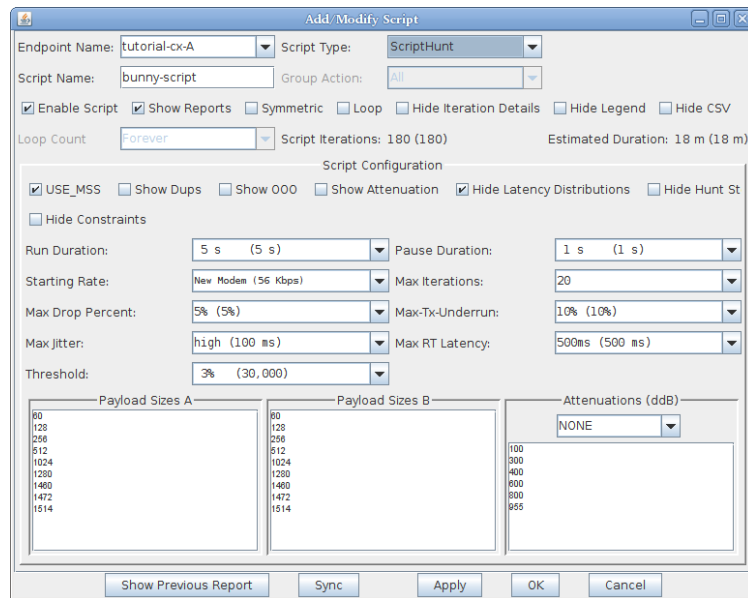 Add/Modify Script
Endpoint Name: tutorial-cx-A Script Type: ScriptHunt
Script Name: bunny-script Group Action: All
Enable Script Show Reports Symmetric Loop Hide Iteration Details Hide Legend Hide CSV
Loop Count Forever Script Iterations: 180 (180) Estimated Duration: 18 m (18 m)
Script Configuration
USE_MSS Show Dups Show OOO Show Attenuation Hide Latency Distributions Hide Hunt St
Hide Constraints
Run Duration: 5 s (5 s) Pause Duration: 1 s (1 s)
Starting Rate: New Modem (56 Kbps) Max Iterations: 20
Max Drop Percent: 5% (5%) Max-Tx-Underrun: 10% (10%)
Max Jitter: high (100 ms) Max RT Latency: 500ms (500 ms)
Threshold: 3% (30,000)
Payload Sizes A
60
128
256
512
1024
1280
1460
1472
1514
Payload Sizes B
60
128
256
512
1024
1280
1460
1472
1514
Attenuations (ddB)
NONE
100
300
400
600
800
955
Show Previous Report Sync Apply OK Cancel